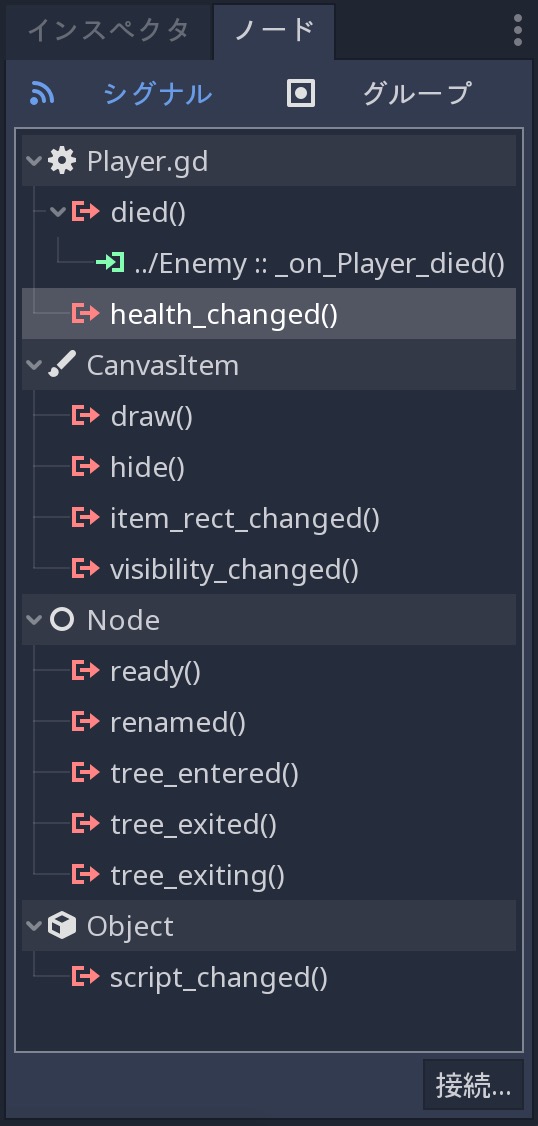 インスペクタ ノード
シグナル グループ
Player.gd
died()
../Enemy :: _on_Player_died()
health_changed()
CanvasItem
draw()
hide()
item_rect_changed()
visibility_changed()
Node
ready()
renamed()
tree_entered()
tree_exited()
tree_exiting()
Object
script_changed()
接続...